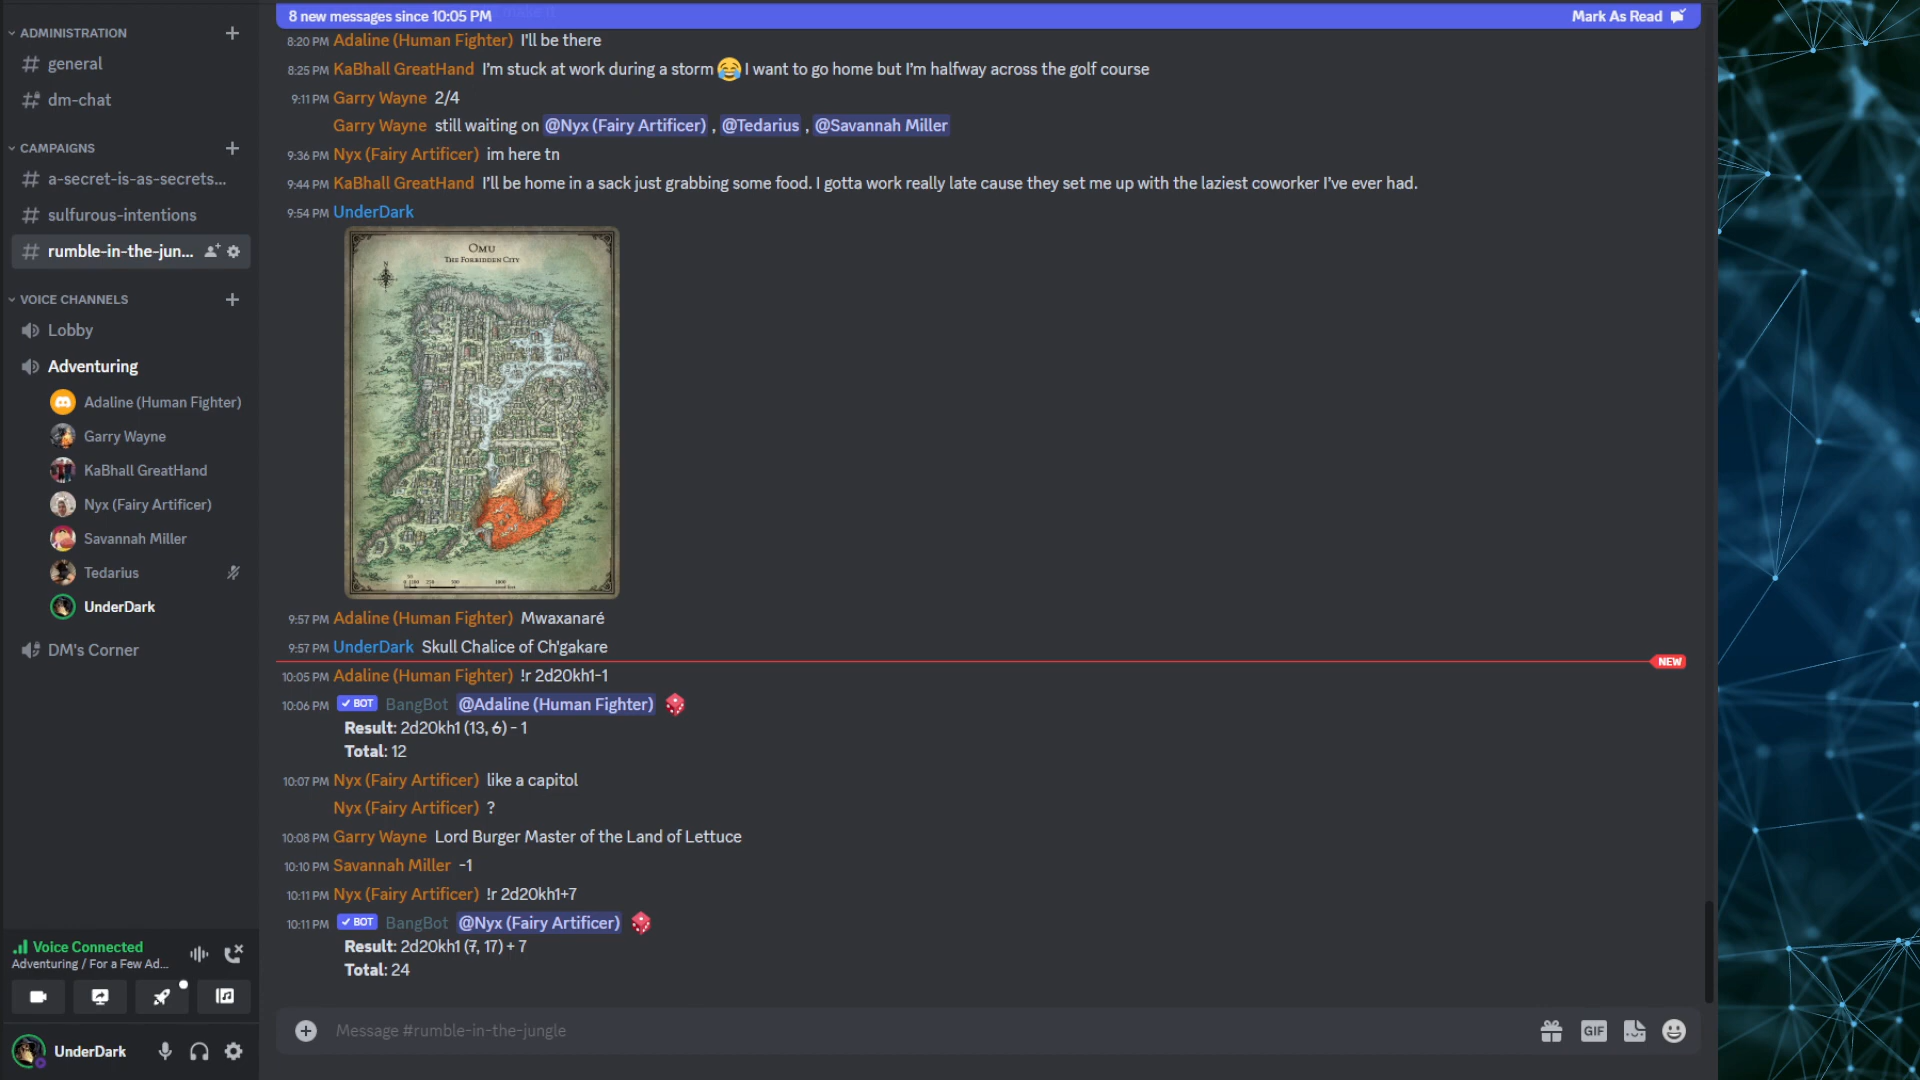 ADMINISTRATION
general
dm-chat
CAMPAIGNS
a-secret-is-as-secrets...
sulfurous-intentions
rumble-in-the-jun...
VOICE CHANNELS
Lobby
Adventuring
Adaline (Human Fighter)
Garry Wayne
KaBhall GreatHand
Nyx (Fairy Artificer)
Savannah Miller
Tedarius
UnderDark
DM's Corner
Voice Connected
Adventuring / For a Few Ad...
UnderDark
8 new messages since 10:05 PM
Mark As Read
8:20 PM Adaline (Human Fighter) I'll be there
8:25 PM KaBhall GreatHand I'm stuck at work during a storm 😂 I want to go home but I'm halfway across the golf course
9:11 PM Garry Wayne 2/4
Garry Wayne still waiting on @Nyx (Fairy Artificer) , @Tedarius , @Savannah Miller
9:36 PM Nyx (Fairy Artificer) im here tn
9:44 PM KaBhall GreatHand I'll be home in a sack just grabbing some food. I gotta work really late cause they set me up with the laziest coworker I've ever had.
9:54 PM UnderDark
OMU
THE FORBIDDEN CITY
N
9:57 PM Adaline (Human Fighter) Mwaxanaré
9:57 PM UnderDark Skull Chalice of Ch'gakare
NEW
10:05 PM Adaline (Human Fighter) !r 2d20kh1-1
10:06 PM BOT BangBot @Adaline (Human Fighter)
Result: 2d20kh1 (13, 6) - 1
Total: 12
10:07 PM Nyx (Fairy Artificer) like a capitol
Nyx (Fairy Artificer) ?
10:08 PM Garry Wayne Lord Burger Master of the Land of Lettuce
10:10 PM Savannah Miller -1
10:11 PM Nyx (Fairy Artificer) !r 2d20kh1+7
10:11 PM BOT BangBot @Nyx (Fairy Artificer)
Result: 2d20kh1 (7, 17) + 7
Total: 24
Message #rumble-in-the-jungle
GIF